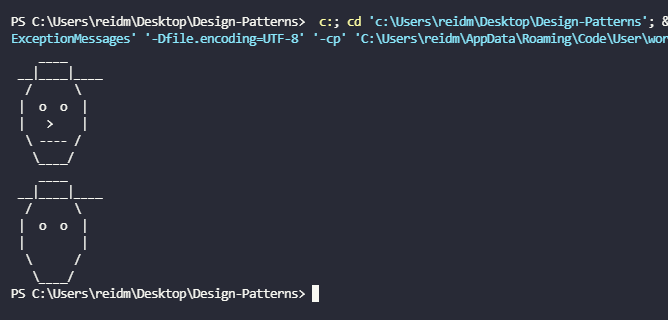 PS C:\Users\reidm\Desktop\Design-Patterns>  c:; cd 'c:\Users\reidm\Desktop\Design-Patterns'; &
ExceptionMessages' '-Dfile.encoding=UTF-8' '-cp' 'C:\Users\reidm\AppData\Roaming\Code\User\wor
    ____
 __|____|____
  /      \
 |  o  o  |
 |   >    |
  \ ---- /
   \____/
    ____
 __|____|____
  /      \
 |  o  o  |
 |        |
  \      /
   \____/
PS C:\Users\reidm\Desktop\Design-Patterns>